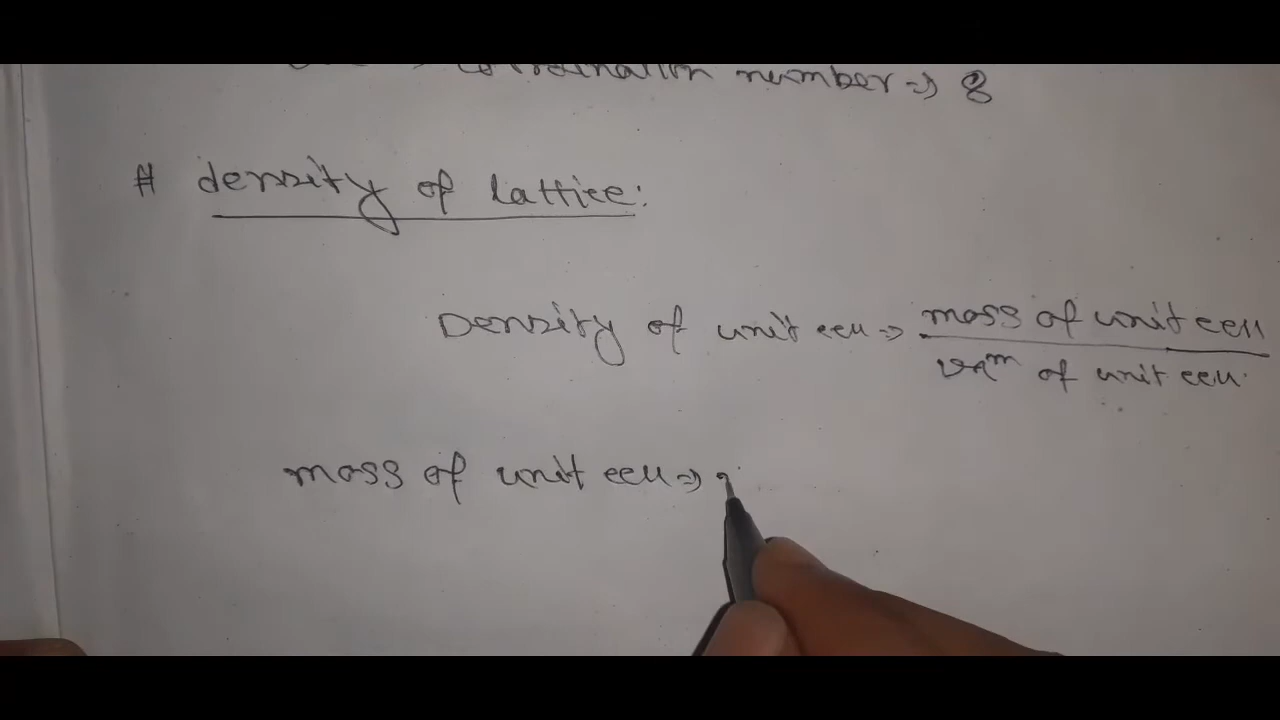 coordination number => 8
# density of lattice:
Density of unit cell => mass of unit cell
vol^m of unit cell.
mass of unit cell =>